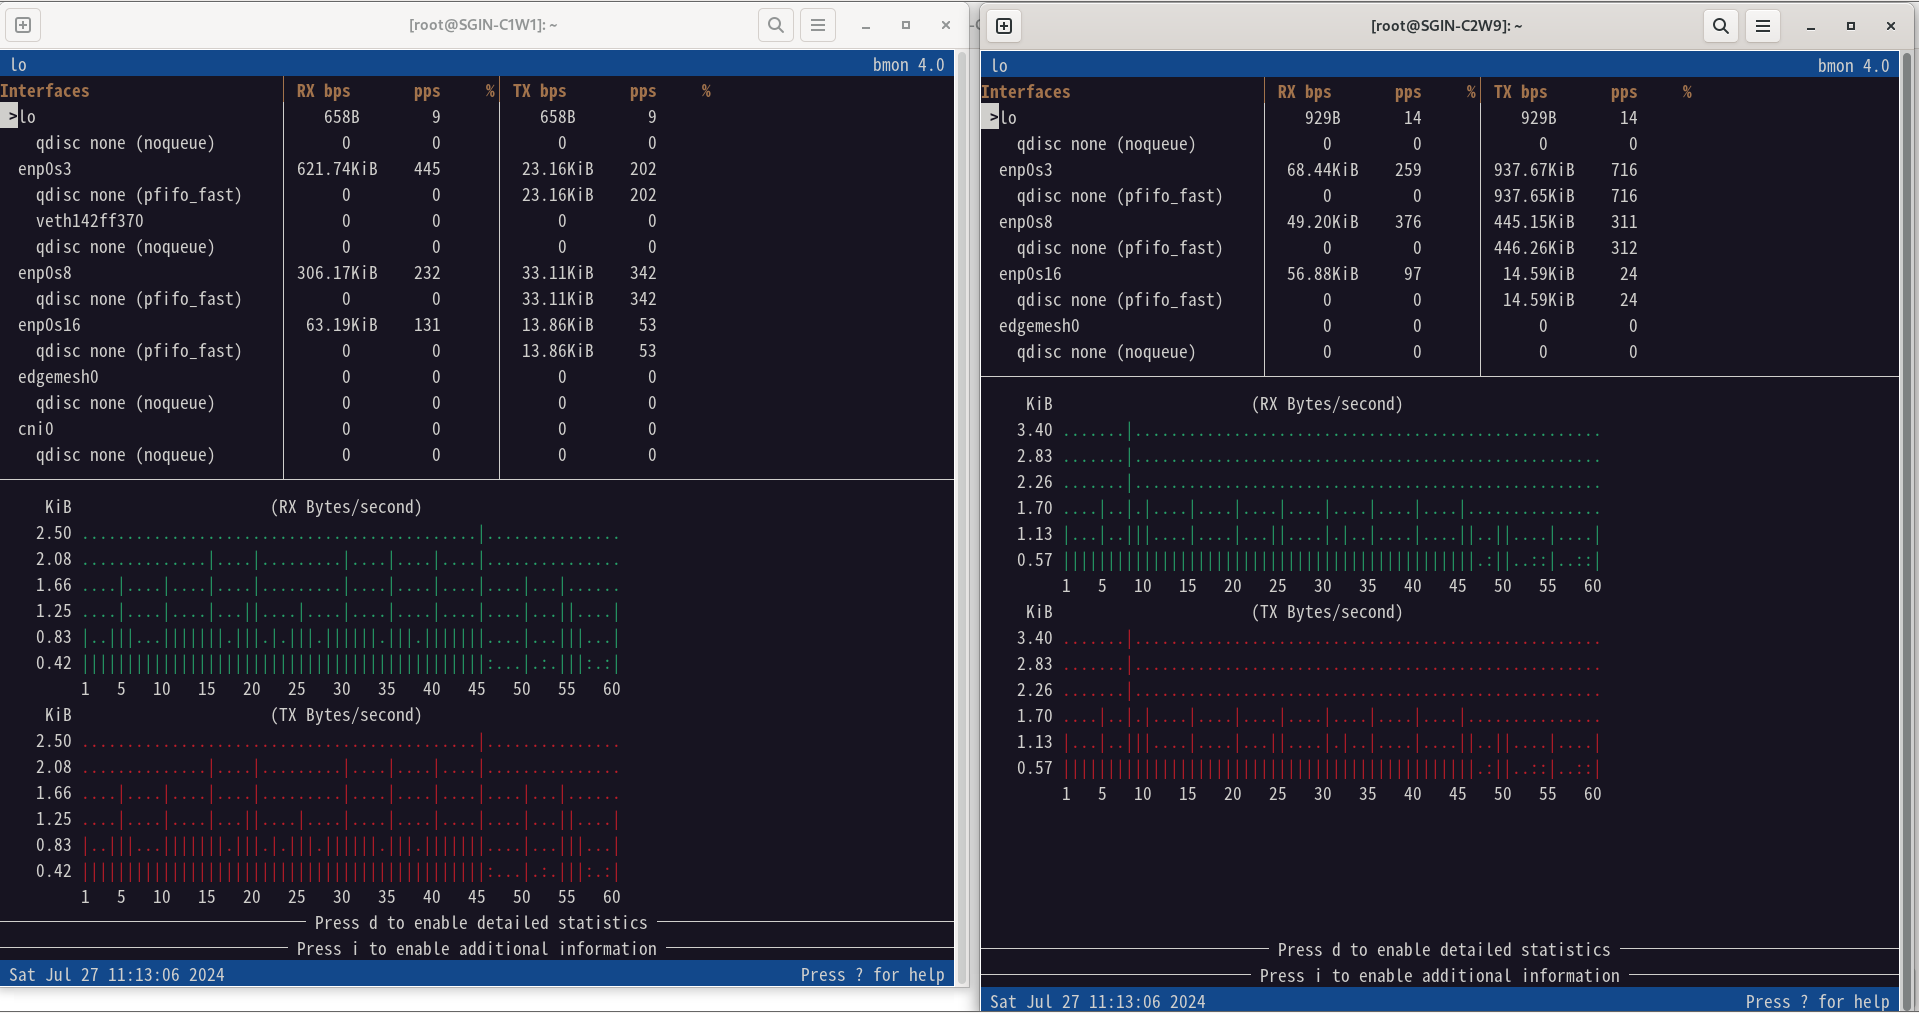 [root@SGIN-C1W1]: ~
lo bmon 4.0
Interfaces RX bps pps % TX bps pps %
>lo 658B 9 658B 9
qdisc none (noqueue) 0 0 0 0
enp0s3 621.74KiB 445 23.16KiB 202
qdisc none (pfifo_fast) 0 0 23.16KiB 202
veth142ff370 0 0 0 0
qdisc none (noqueue) 0 0 0 0
enp0s8 306.17KiB 232 33.11KiB 342
qdisc none (pfifo_fast) 0 0 33.11KiB 342
enp0s16 63.19KiB 131 13.86KiB 53
qdisc none (pfifo_fast) 0 0 13.86KiB 53
edgemesh0 0 0 0 0
qdisc none (noqueue) 0 0 0 0
cni0 0 0 0 0
qdisc none (noqueue) 0 0 0 0
KiB (RX Bytes/second)
2.50
2.08
1.66
1.25
0.83
0.42
1 5 10 15 20 25 30 35 40 45 50 55 60
KiB (TX Bytes/second)
2.50
2.08
1.66
1.25
0.83
0.42
1 5 10 15 20 25 30 35 40 45 50 55 60
Press d to enable detailed statistics
Press i to enable additional information
Sat Jul 27 11:13:06 2024 Press ? for help
[root@SGIN-C2W9]: ~
lo bmon 4.0
Interfaces RX bps pps % TX bps pps %
>lo 929B 14 929B 14
qdisc none (noqueue) 0 0 0 0
enp0s3 68.44KiB 259 937.67KiB 716
qdisc none (pfifo_fast) 0 0 937.65KiB 716
enp0s8 49.20KiB 376 445.15KiB 311
qdisc none (pfifo_fast) 0 0 446.26KiB 312
enp0s16 56.88KiB 97 14.59KiB 24
qdisc none (pfifo_fast) 0 0 14.59KiB 24
edgemesh0 0 0 0 0
qdisc none (noqueue) 0 0 0 0
KiB (RX Bytes/second)
3.40
2.83
2.26
1.70
1.13
0.57
1 5 10 15 20 25 30 35 40 45 50 55 60
KiB (TX Bytes/second)
3.40
2.83
2.26
1.70
1.13
0.57
1 5 10 15 20 25 30 35 40 45 50 55 60
Press d to enable detailed statistics
Press i to enable additional information
Sat Jul 27 11:13:06 2024 Press ? for help